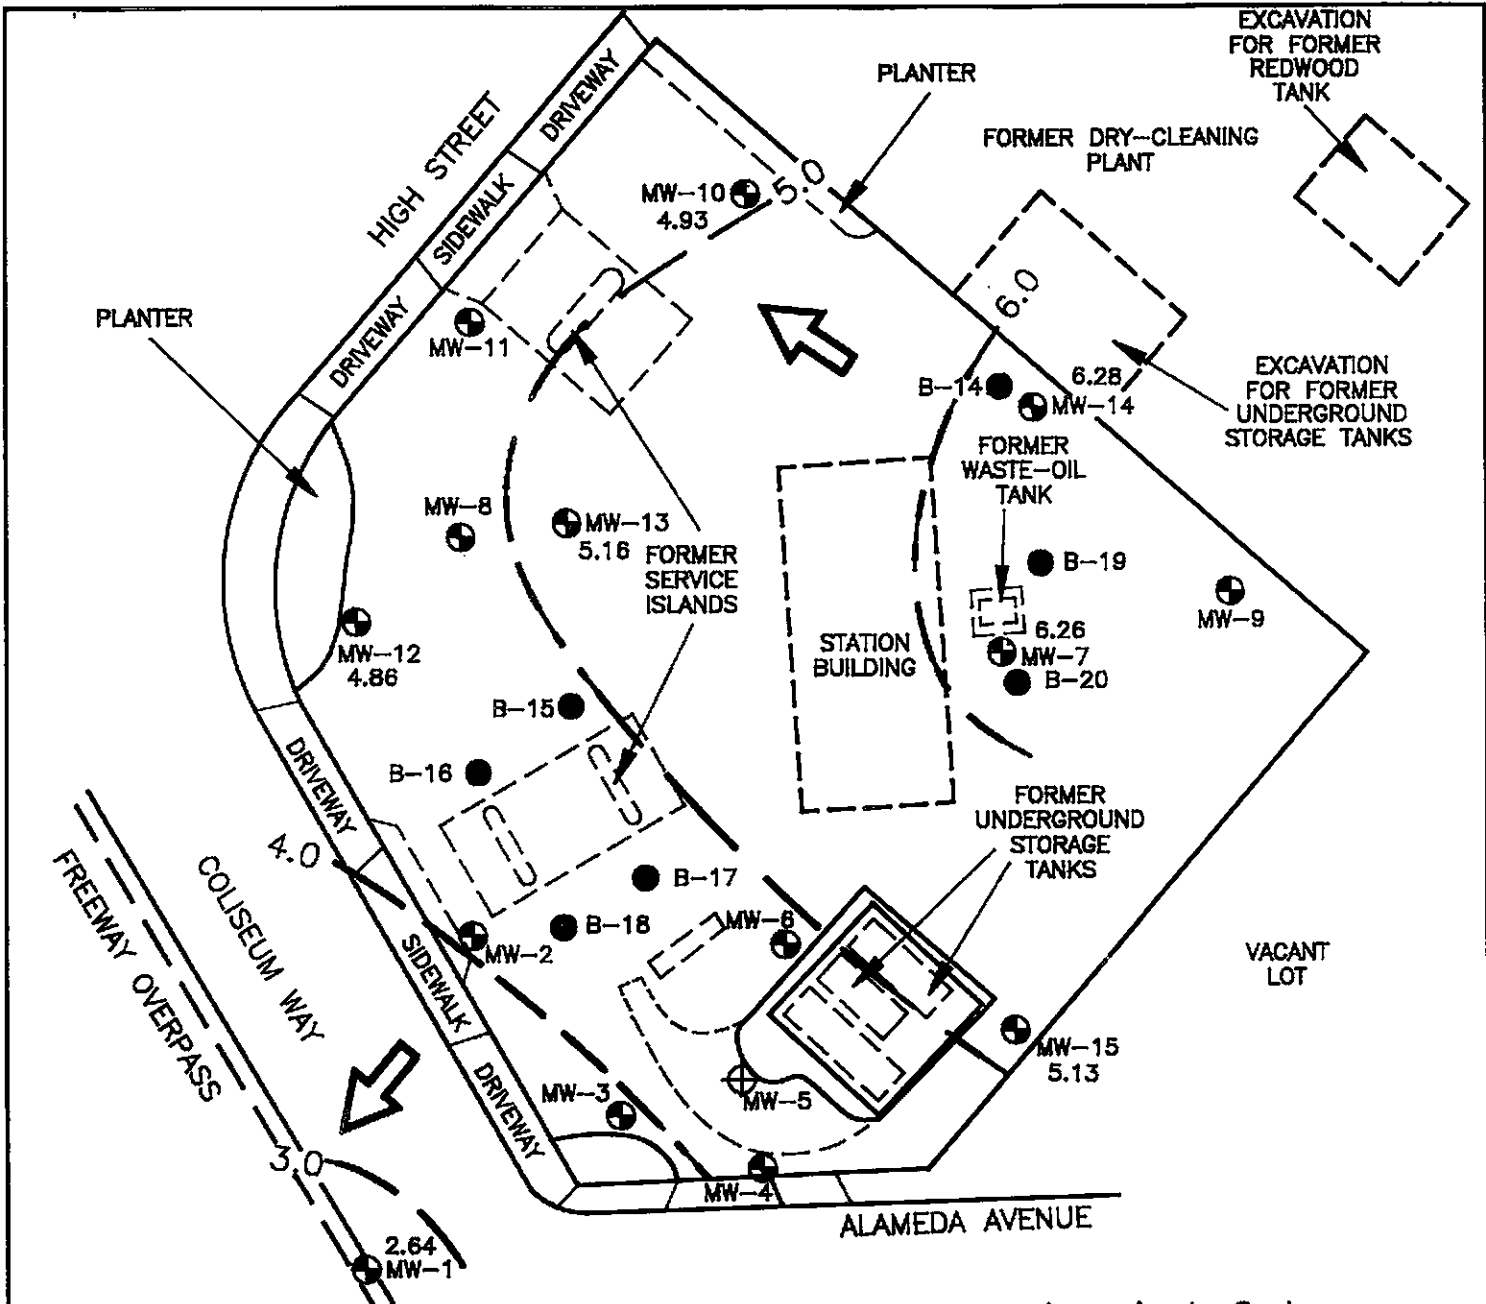 EXCAVATION
FOR FORMER
REDWOOD
TANK
PLANTER
FORMER DRY-CLEANING
PLANT
DRIVEWAY
HIGH STREET
SIDEWALK
DRIVEWAY
MW-10
4.93
5.0
6.0
PLANTER
MW-11
B-14
6.28
MW-14
EXCAVATION
FOR FORMER
UNDERGROUND
STORAGE TANKS
FORMER
WASTE-OIL
TANK
MW-8
MW-13
5.16
FORMER
SERVICE
ISLANDS
B-19
MW-9
MW-12
4.86
STATION
BUILDING
6.26
MW-7
B-20
B-15
B-16
DRIVEWAY
4.0
FORMER
UNDERGROUND
STORAGE
TANKS
B-17
B-18
MW-6
MW-2
COLISEUM WAY
FREEWAY OVERPASS
SIDEWALK
VACANT
LOT
MW-15
5.13
DRIVEWAY
MW-3
MW-5
3.0
MW-4
ALAMEDA AVENUE
2.64
MW-1